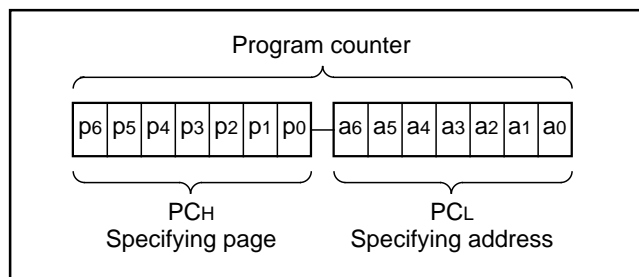 Program counter
p6 p5 p4 p3 p2 p1 p0 a6 a5 a4 a3 a2 a1 a0
PCH PCL
Specifying page Specifying address